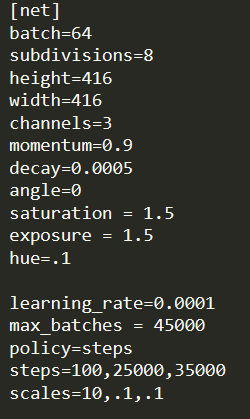 [net]
batch=64
subdivisions=8
height=416
width=416
channels=3
momentum=0.9
decay=0.0005
angle=0
saturation = 1.5
exposure = 1.5
hue=.1

learning_rate=0.0001
max_batches = 45000
policy=steps
steps=100,25000,35000
scales=10,.1,.1